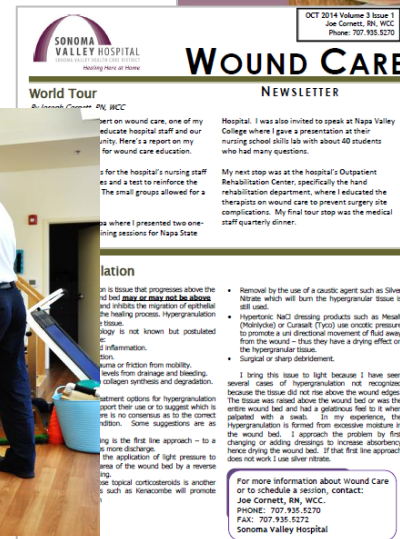 OCT 2014 Volume 3 Issue 1
Joe Cornett, RN, WCC
Phone: 707.935.5270
SONOMA
VALLEY HOSPITAL
SONOMA VALLEY HEALTH CARE DISTRICT
Healing Here at Home
WOUND CARE
NEWSLETTER
World Tour
By Joseph Cornett, RN, WCC
pert on wound care, one of my
educate hospital staff and our
unity. Here's a report on my
for wound care education.
s for the hospital's nursing staff
es and a test to reinforce the
The small groups allowed for a
pa where I presented two one-
ining sessions for Napa State
Hospital. I was also invited to speak at Napa Valley
College where I gave a presentation at their
nursing school skills lab with about 40 students
who had many questions.
My next stop was at the hospital's Outpatient
Rehabilitation Center, specifically the hand
rehabilitation department, where I educated the
therapists on wound care to prevent surgery site
complications. My final tour stop was the medical
staff quarterly dinner.
lation
n is tissue that progresses above the
nd bed may or may not be above
and inhibits the migration of epithelial
the healing process. Hypergranulation
e tissue.
ology is not known but postulated
e:
d inflammation.
tion.
auma or friction from mobility.
levels from drainage and bleeding.
collagen synthesis and degradation.
eatment options for hypergranulation
pport their use or to suggest which is
ere is no consensus as to the correct
ndition. Some suggestions are as
ing is the first line approach – to a
s more discharge.
the application of light pressure to
area of the wound bed by a reverse
ng.
ose topical corticosteroids is another
s such as Kenacombe will promote
n
• Removal by the use of a caustic agent such as Silver
Nitrate which will burn the hypergranular tissue is
still used.
• Hypertonic NaCl dressing products such as Mesalt
(Molnlycke) or Curasalt (Tyco) use oncotic pressure
to promote a uni directional movement of fluid away
from the wound – thus they have a drying effect on
the hypergranular tissue.
• Surgical or sharp debridement.
I bring this issue to light because I have seen
several cases of hypergranulation not recognized
because the tissue did not rise above the wound edges.
The tissue was raised above the wound bed or was the
entire wound bed and had a gelatinous feel to it when
palpated with a swab. In my experience, the
Hypergranulation is formed from excessive moisture in
the wound bed. I approach the problem by first
changing or adding dressings to increase absorbency
hence drying the wound bed. If that first line approach
does not work I use silver nitrate.
For more information about Wound Care
or to schedule a session, contact:
Joe Cornett, RN, WCC.
PHONE: 707.935.5270
FAX: 707.935.5272
Sonoma Valley Hospital